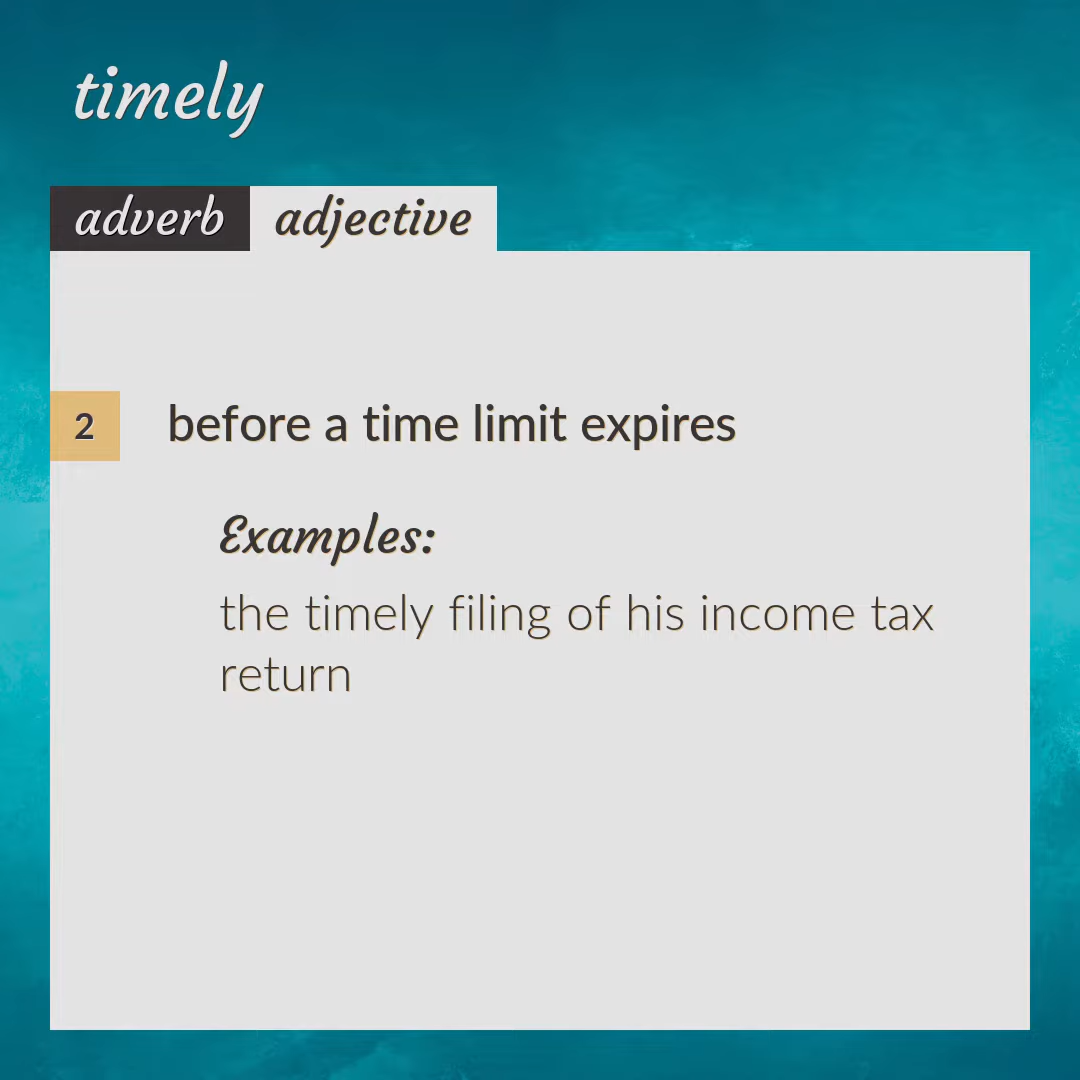 timely
adverb adjective
2 before a time limit expires
Examples:
the timely filing of his income tax
return